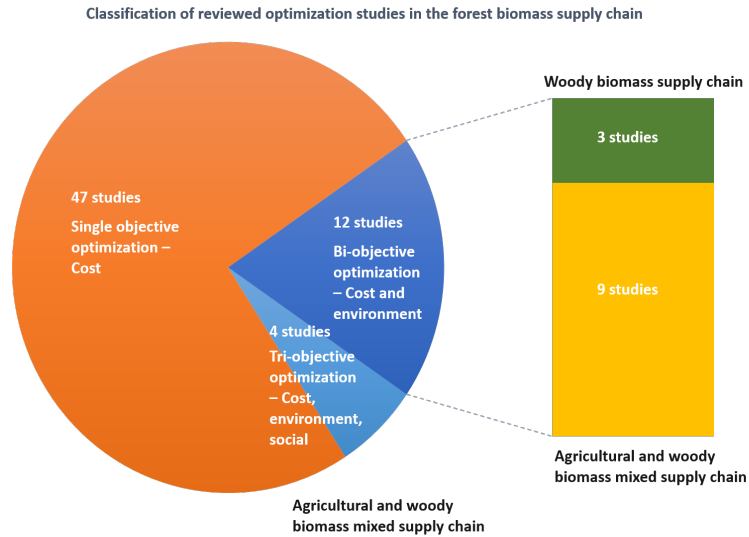 Classification of reviewed optimization studies in the forest biomass supply chain
47 studies
Single objective
optimization –
Cost
12 studies
Bi-objective
optimization
– Cost and
environment
4 studies
Tri-objective
optimization
– Cost,
environment,
social
Agricultural and woody
biomass mixed supply chain
Woody biomass supply chain
3 studies
9 studies
Agricultural and woody
biomass mixed supply chain